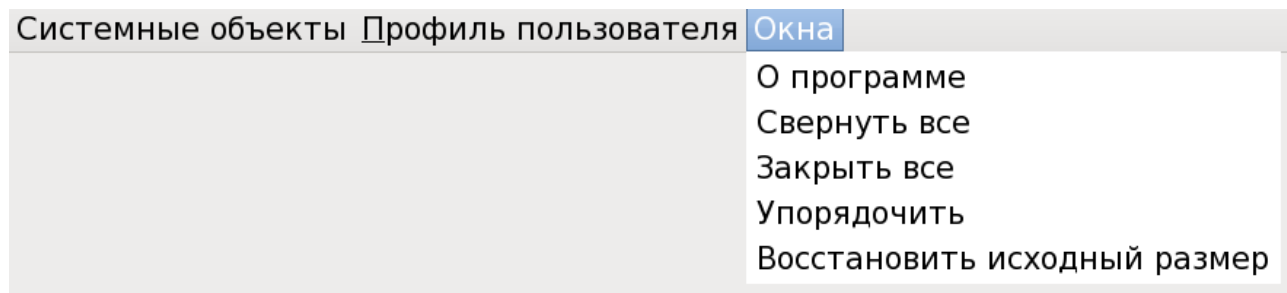 Системные объекты Профиль пользователя Окна
О программе
Свернуть все
Закрыть все
Упорядочить
Восстановить исходный размер